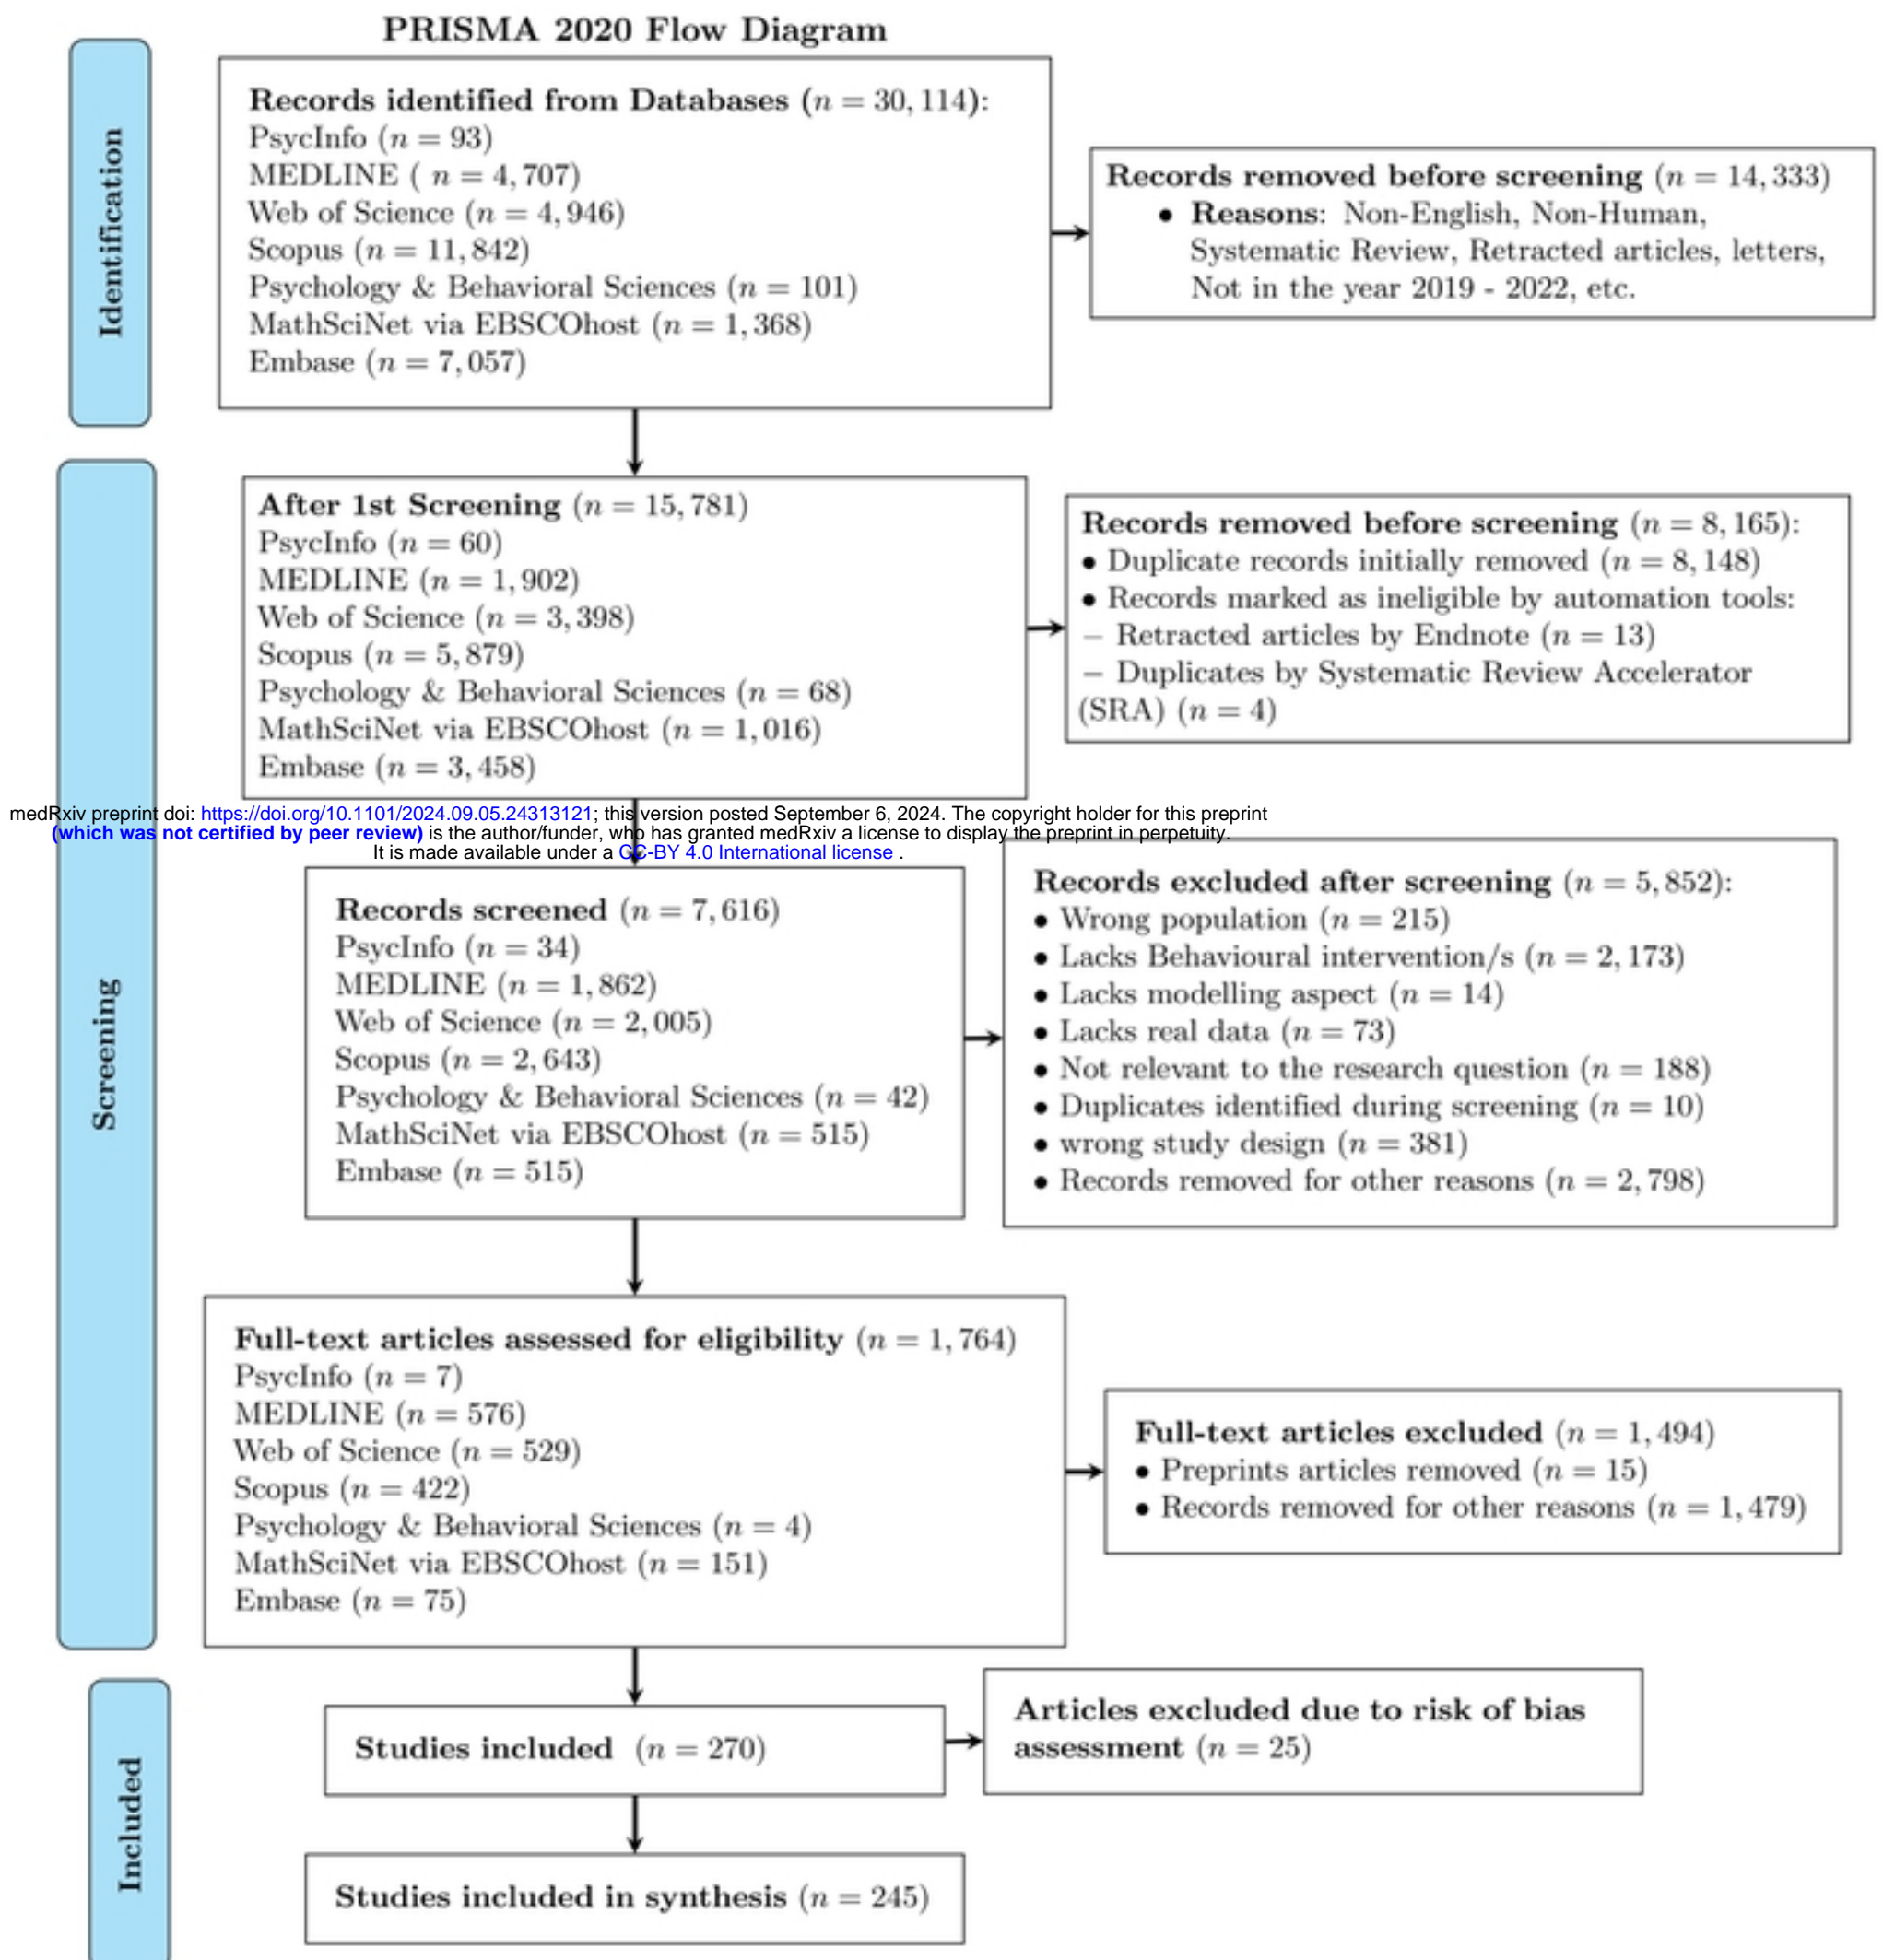 PRISMA 2020 Flow Diagram
Identification
Records identified from Databases (n = 30, 114):
PsycInfo (n = 93)
MEDLINE ( n = 4, 707)
Web of Science (n = 4, 946)
Scopus (n = 11, 842)
Psychology & Behavioral Sciences (n = 101)
MathSciNet via EBSCOhost (n = 1, 368)
Embase (n = 7, 057)
Records removed before screening (n = 14, 333)
• Reasons: Non-English, Non-Human,
Systematic Review, Retracted articles, letters,
Not in the year 2019 - 2022, etc.
Screening
After 1st Screening (n = 15, 781)
PsycInfo (n = 60)
MEDLINE (n = 1, 902)
Web of Science (n = 3, 398)
Scopus (n = 5, 879)
Psychology & Behavioral Sciences (n = 68)
MathSciNet via EBSCOhost (n = 1, 016)
Embase (n = 3, 458)
Records removed before screening (n = 8, 165):
• Duplicate records initially removed (n = 8, 148)
• Records marked as ineligible by automation tools:
– Retracted articles by Endnote (n = 13)
– Duplicates by Systematic Review Accelerator
(SRA) (n = 4)
medRxiv preprint doi: https://doi.org/10.1101/2024.09.05.24313121; this version posted September 6, 2024. The copyright holder for this preprint
(which was not certified by peer review) is the author/funder, who has granted medRxiv a license to display the preprint in perpetuity.
It is made available under a CC-BY 4.0 International license .
Records screened (n = 7, 616)
PsycInfo (n = 34)
MEDLINE (n = 1, 862)
Web of Science (n = 2, 005)
Scopus (n = 2, 643)
Psychology & Behavioral Sciences (n = 42)
MathSciNet via EBSCOhost (n = 515)
Embase (n = 515)
Records excluded after screening (n = 5, 852):
• Wrong population (n = 215)
• Lacks Behavioural intervention/s (n = 2, 173)
• Lacks modelling aspect (n = 14)
• Lacks real data (n = 73)
• Not relevant to the research question (n = 188)
• Duplicates identified during screening (n = 10)
• wrong study design (n = 381)
• Records removed for other reasons (n = 2, 798)
Full-text articles assessed for eligibility (n = 1, 764)
PsycInfo (n = 7)
MEDLINE (n = 576)
Web of Science (n = 529)
Scopus (n = 422)
Psychology & Behavioral Sciences (n = 4)
MathSciNet via EBSCOhost (n = 151)
Embase (n = 75)
Full-text articles excluded (n = 1, 494)
• Preprints articles removed (n = 15)
• Records removed for other reasons (n = 1, 479)
Included
Studies included (n = 270)
Articles excluded due to risk of bias
assessment (n = 25)
Studies included in synthesis (n = 245)